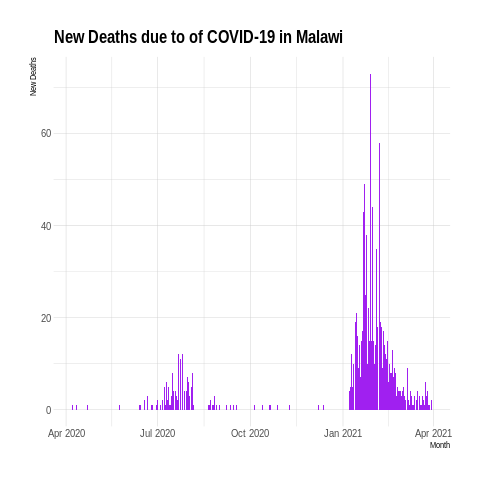 New Deaths due to of COVID-19 in Malawi
New Deaths
60
40
20
0
Apr 2020
Jul 2020
Oct 2020
Jan 2021
Apr 2021
Month